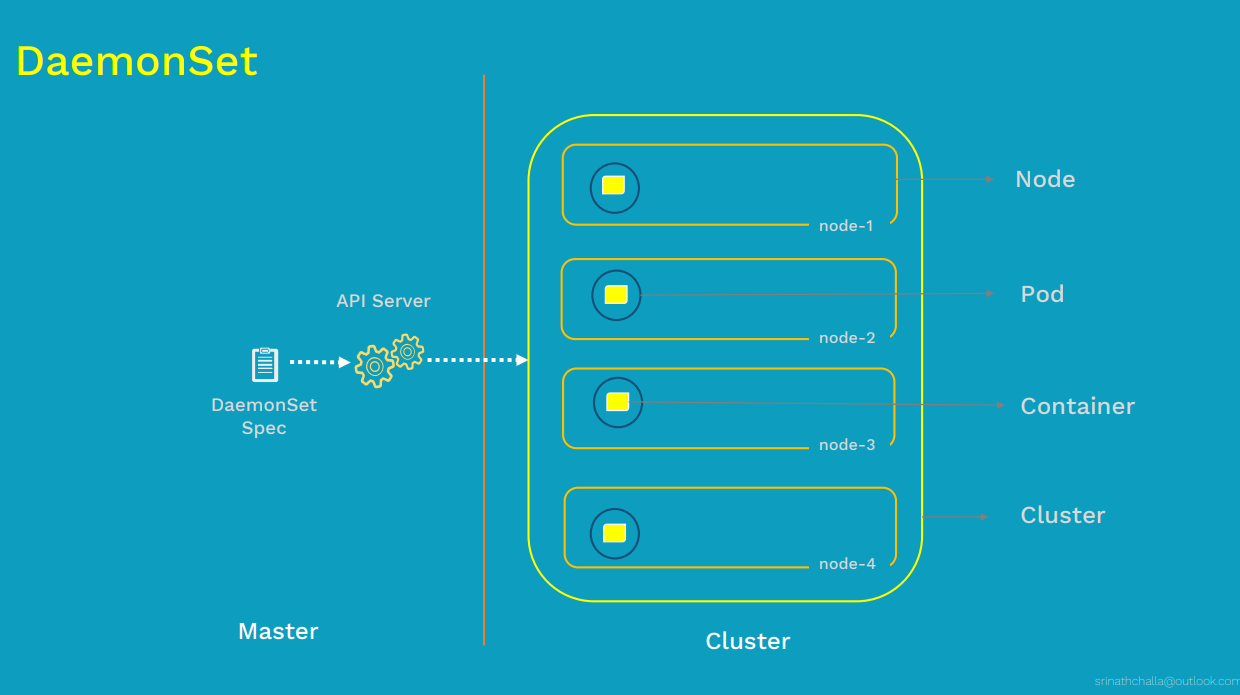 DaemonSet
Node
node-1
API Server
Pod
node-2
DaemonSet
Spec
Container
node-3
Cluster
node-4
Master
Cluster
srinathchalla@outlook.com